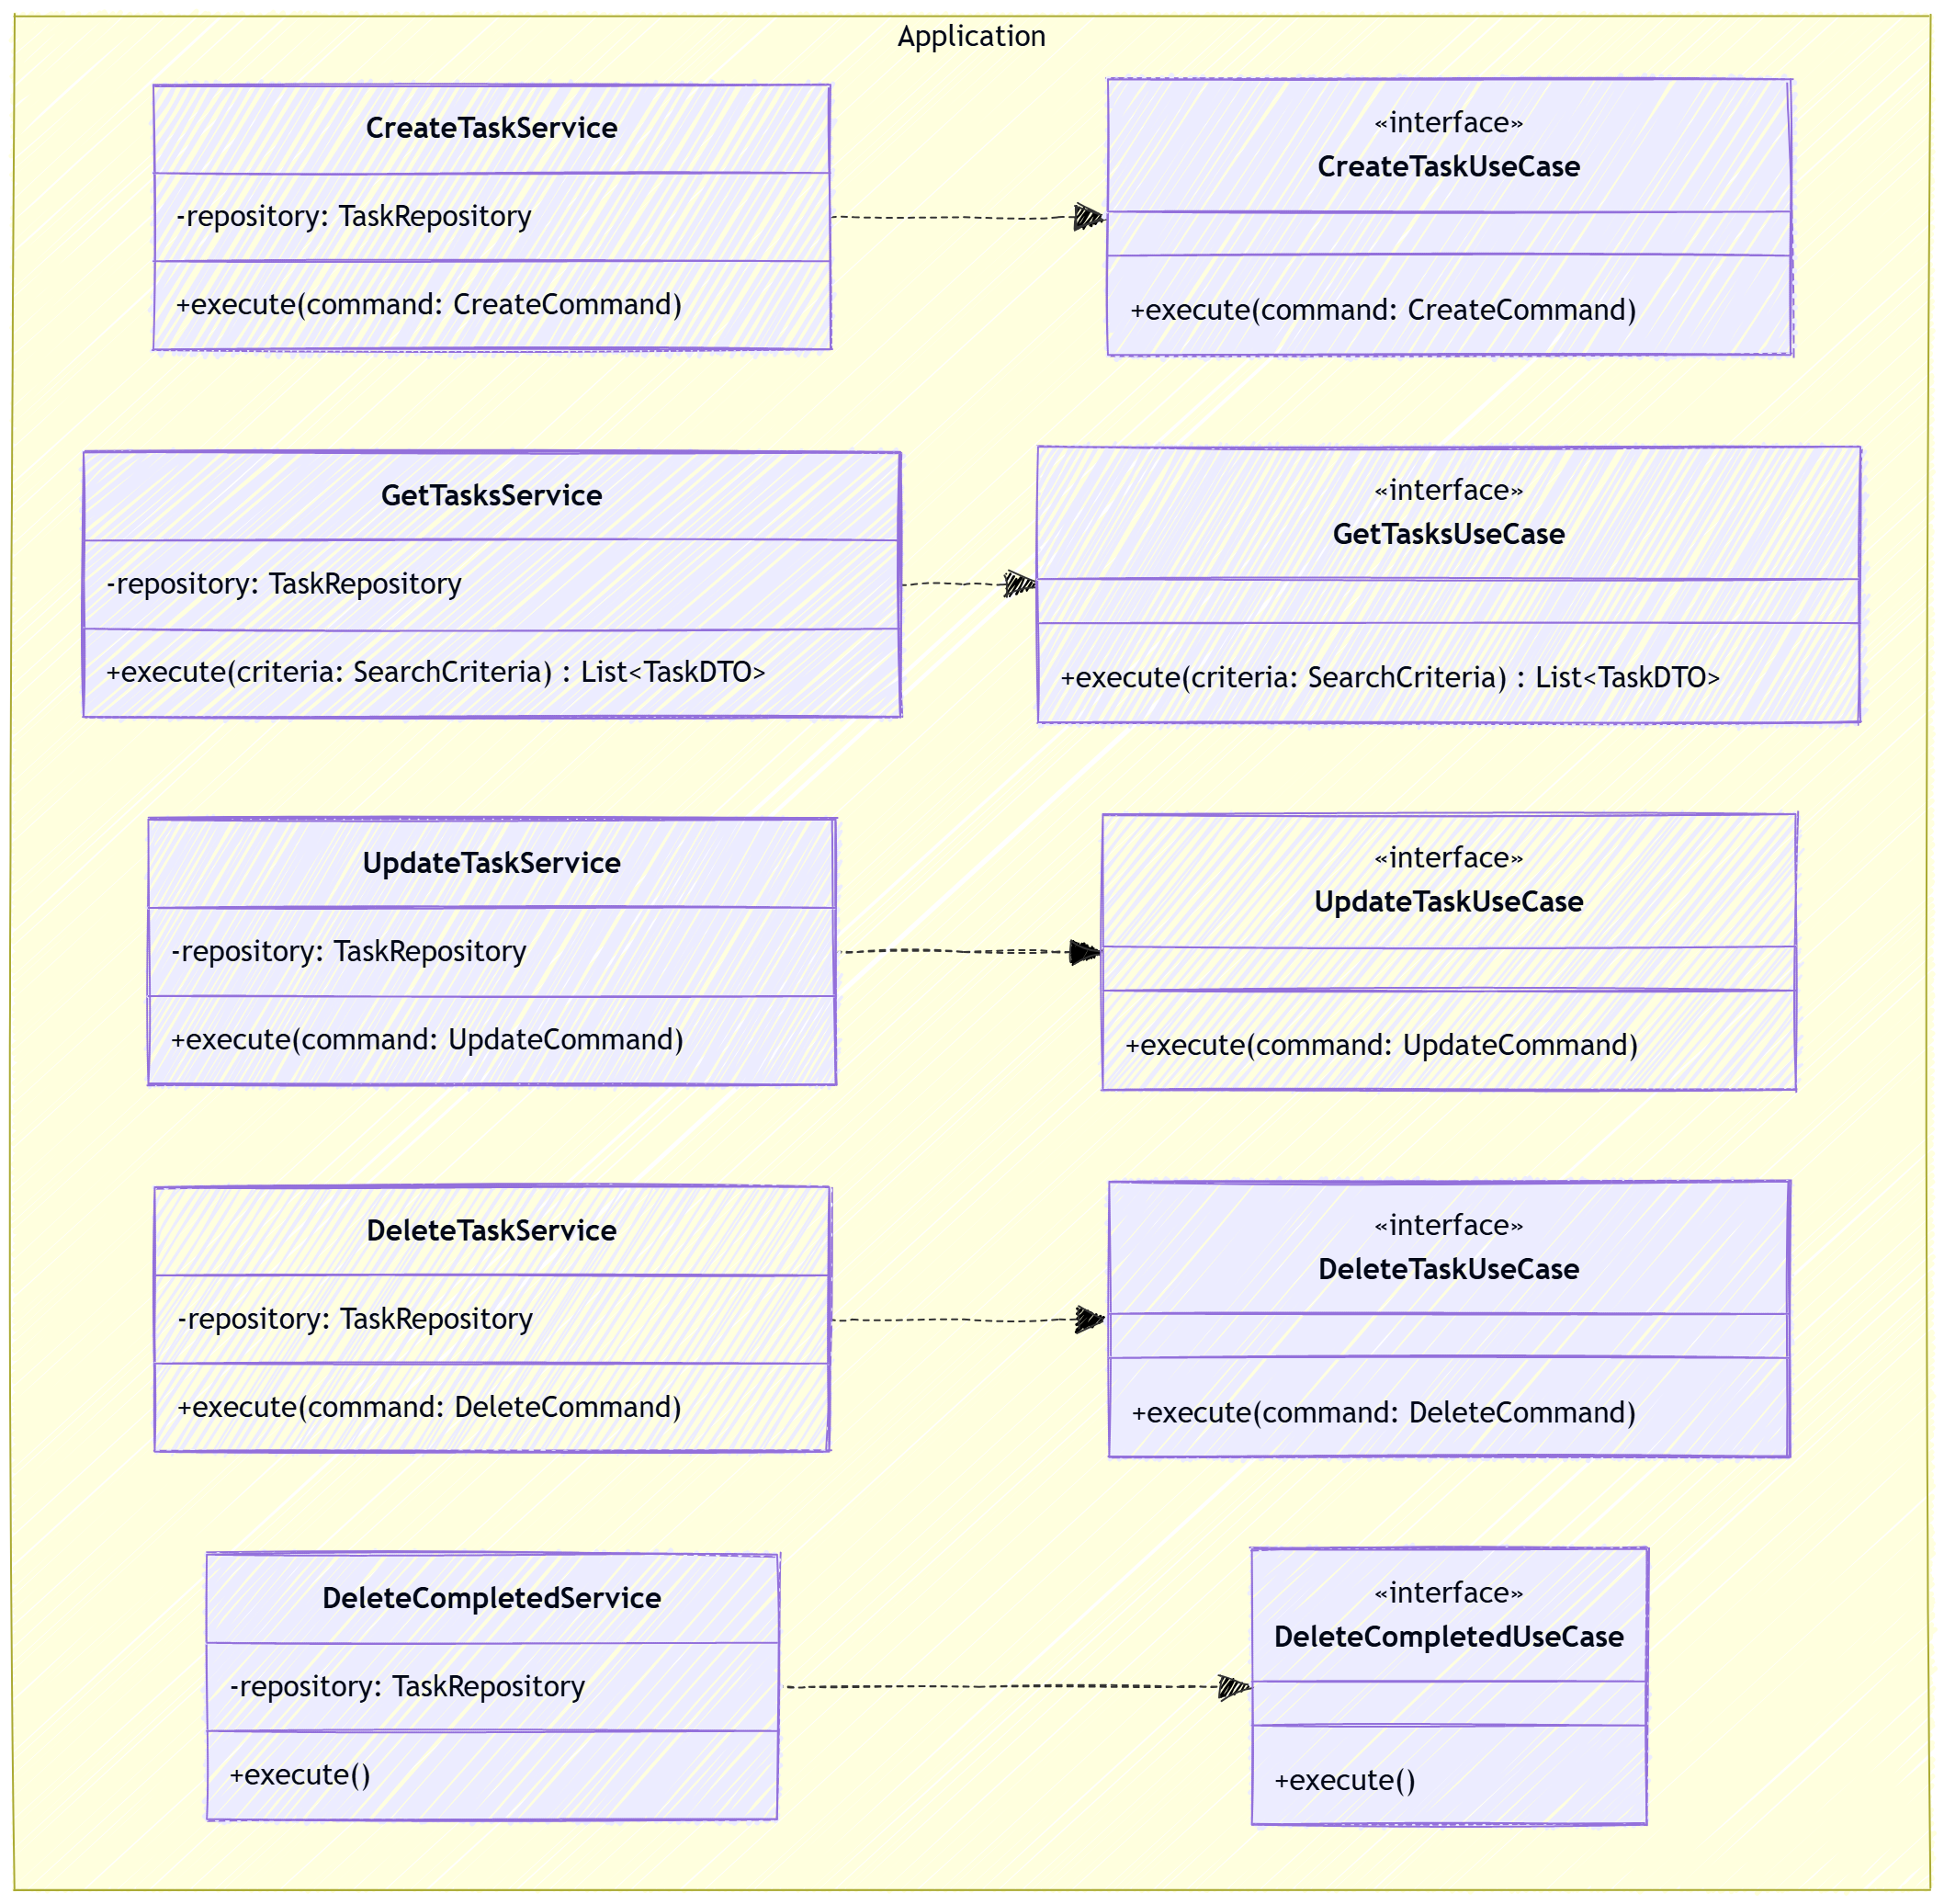 Application
CreateTaskService
-repository: TaskRepository
+execute(command: CreateCommand)
«interface»
CreateTaskUseCase
+execute(command: CreateCommand)
GetTasksService
-repository: TaskRepository
+execute(criteria: SearchCriteria) : List<TaskDTO>
«interface»
GetTasksUseCase
+execute(criteria: SearchCriteria) : List<TaskDTO>
UpdateTaskService
-repository: TaskRepository
+execute(command: UpdateCommand)
«interface»
UpdateTaskUseCase
+execute(command: UpdateCommand)
DeleteTaskService
-repository: TaskRepository
+execute(command: DeleteCommand)
«interface»
DeleteTaskUseCase
+execute(command: DeleteCommand)
DeleteCompletedService
-repository: TaskRepository
+execute()
«interface»
DeleteCompletedUseCase
+execute()